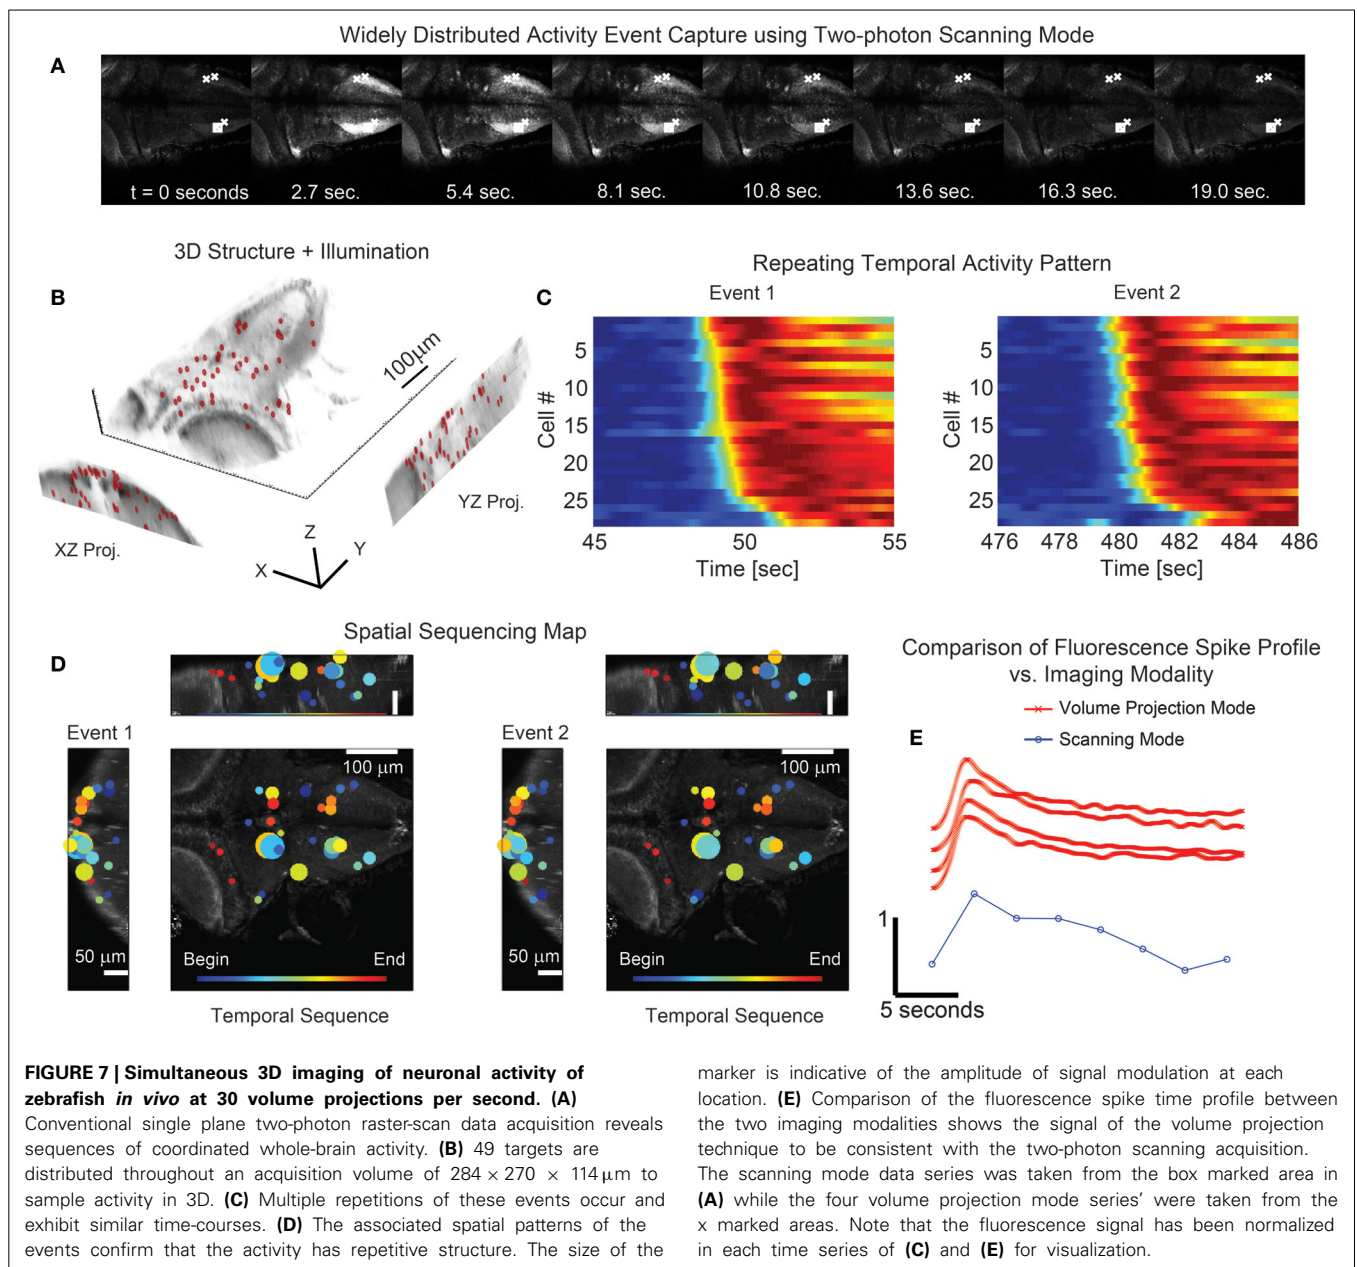 Widely Distributed Activity Event Capture using Two-photon Scanning Mode
A
t = 0 seconds
2.7 sec.
5.4 sec.
8.1 sec.
10.8 sec.
13.6 sec.
16.3 sec.
19.0 sec.
3D Structure + Illumination
B
100μm
YZ Proj.
XZ Proj.
Z
Y
X
Repeating Temporal Activity Pattern
C
Event 1
Event 2
Cell #
5
10
15
20
25
45
50
55
Time [sec]
Cell #
5
10
15
20
25
476
478
480
482
484
486
Time [sec]
Spatial Sequencing Map
D
Event 1
100 μm
50 μm
Begin
End
Temporal Sequence
Event 2
100 μm
50 μm
Begin
End
Temporal Sequence
Comparison of Fluorescence Spike Profile
vs. Imaging Modality
Volume Projection Mode
Scanning Mode
E
1
5 seconds
FIGURE 7 | Simultaneous 3D imaging of neuronal activity of
zebrafish in vivo at 30 volume projections per second. (A)
Conventional single plane two-photon raster-scan data acquisition reveals
sequences of coordinated whole-brain activity. (B) 49 targets are
distributed throughout an acquisition volume of 284 × 270 × 114 μm to
sample activity in 3D. (C) Multiple repetitions of these events occur and
exhibit similar time-courses. (D) The associated spatial patterns of the
events confirm that the activity has repetitive structure. The size of the
marker is indicative of the amplitude of signal modulation at each
location. (E) Comparison of the fluorescence spike time profile between
the two imaging modalities shows the signal of the volume projection
technique to be consistent with the two-photon scanning acquisition.
The scanning mode data series was taken from the box marked area in
(A) while the four volume projection mode series' were taken from the
x marked areas. Note that the fluorescence signal has been normalized
in each time series of (C) and (E) for visualization.